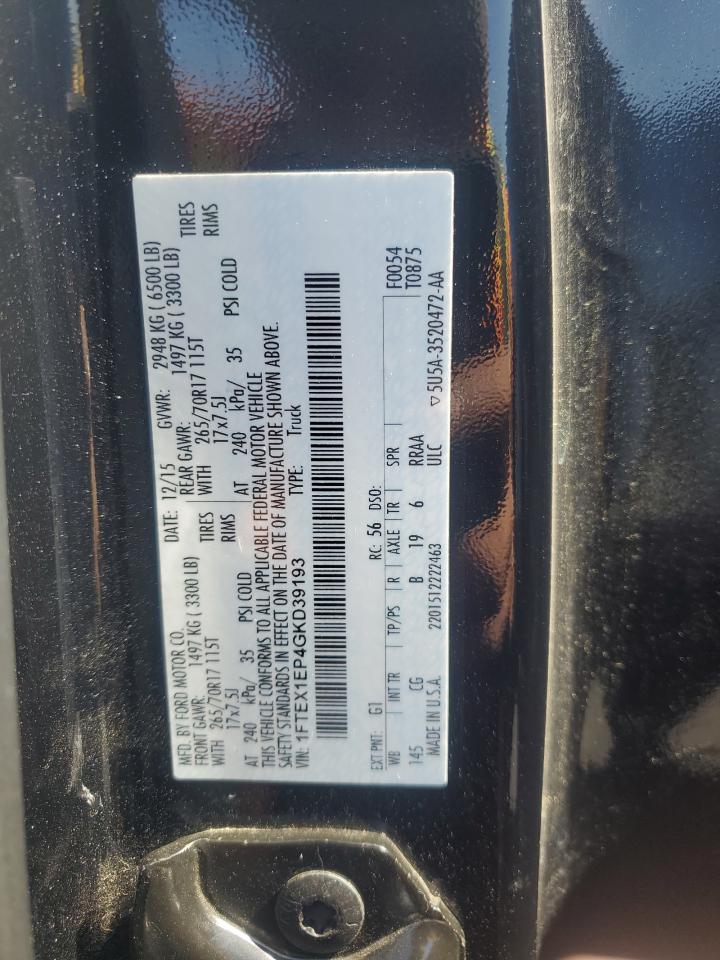 MFD. BY FORD MOTOR CO.
DATE: 12/15 GVWR: 2948 KG ( 6500 LB)
FRONT GAWR: 1497 KG ( 3300 LB) REAR GAWR: 1497 KG ( 3300 LB)
WITH 265/70R17 115T TIRES WITH 265/70R17 115T TIRES
17x7.5J RIMS 17x7.5J RIMS
AT 240 kPa/ 35 PSI COLD AT 240 kPa/ 35 PSI COLD
THIS VEHICLE CONFORMS TO ALL APPLICABLE FEDERAL MOTOR VEHICLE
SAFETY STANDARDS IN EFFECT ON THE DATE OF MANUFACTURE SHOWN ABOVE.
VIN: 1FTEX1EP4GKD39193 TYPE: Truck
EXT PNT: G1 RC: 56 DSO: F0054
WB INT TR TP/PS R AXLE TR SPR T0875
145 CG B 19 6 RRAA
MADE IN U.S.A. 2201512222463 ULC ▽5U5A-3520472-AA